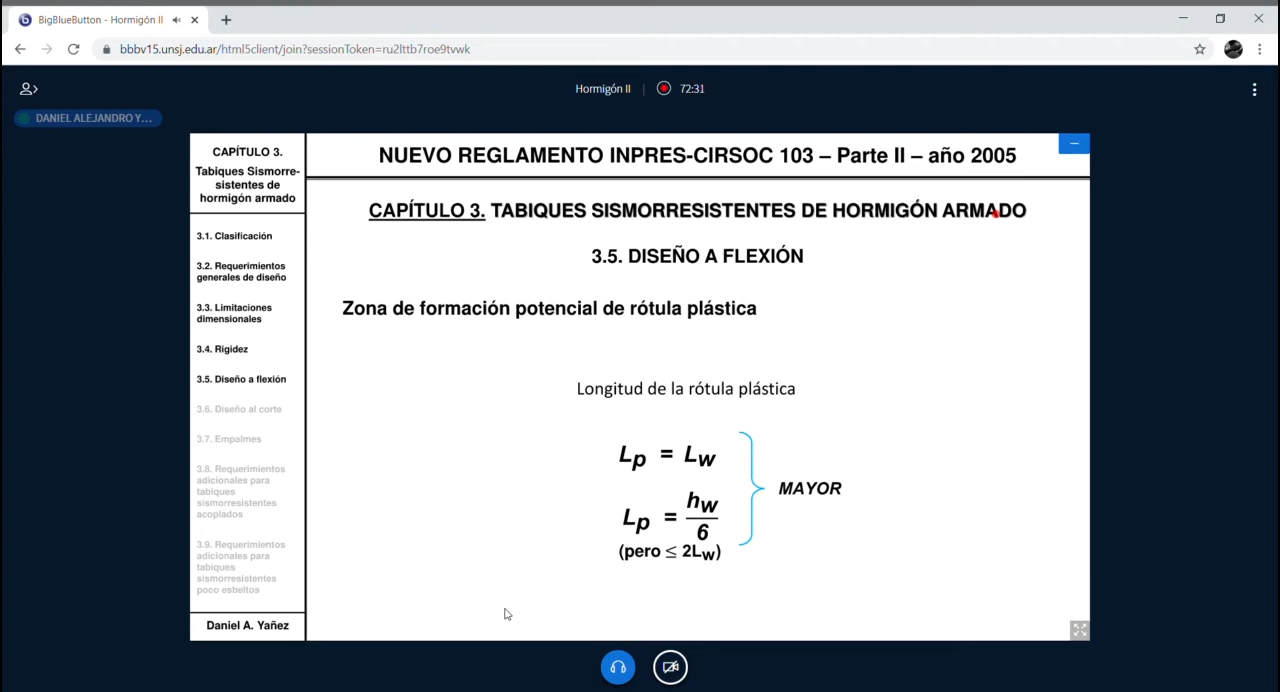 BigBlueButton - Hormigón II
bbbv15.unsj.edu.ar/html5client/join?sessionToken=ru2lttb7roe9tvwk
Hormigón II
72:31
DANIEL ALEJANDRO Y...
CAPÍTULO 3.
Tabiques Sismorre-
sistentes de
hormigón armado
3.1. Clasificación
3.2. Requerimientos
generales de diseño
3.3. Limitaciones
dimensionales
3.4. Rigidez
3.5. Diseño a flexión
3.6. Diseño al corte
3.7. Empalmes
3.8. Requerimientos
adicionales para
tabiques
sismorresistentes
acoplados
3.9. Requerimientos
adicionales para
tabiques
sismorresistentes
poco esbeltos
Daniel A. Yañez
NUEVO REGLAMENTO INPRES-CIRSOC 103 – Parte II – año 2005
CAPÍTULO 3. TABIQUES SISMORRESISTENTES DE HORMIGÓN ARMADO
3.5. DISEÑO A FLEXIÓN
Zona de formación potencial de rótula plástica
Longitud de la rótula plástica
Lp = Lw
Lp = hw/6
(pero ≤ 2Lw)
MAYOR